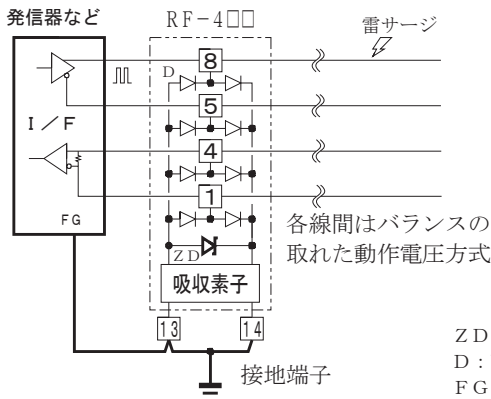 発信器など
RF-4□□
雷サージ
8
D
5
I/F
4
1
FG
各線間はバランスの
取れた動作電圧方式
ZD
吸収素子
13
14
接地端子
ZD
D:
FG